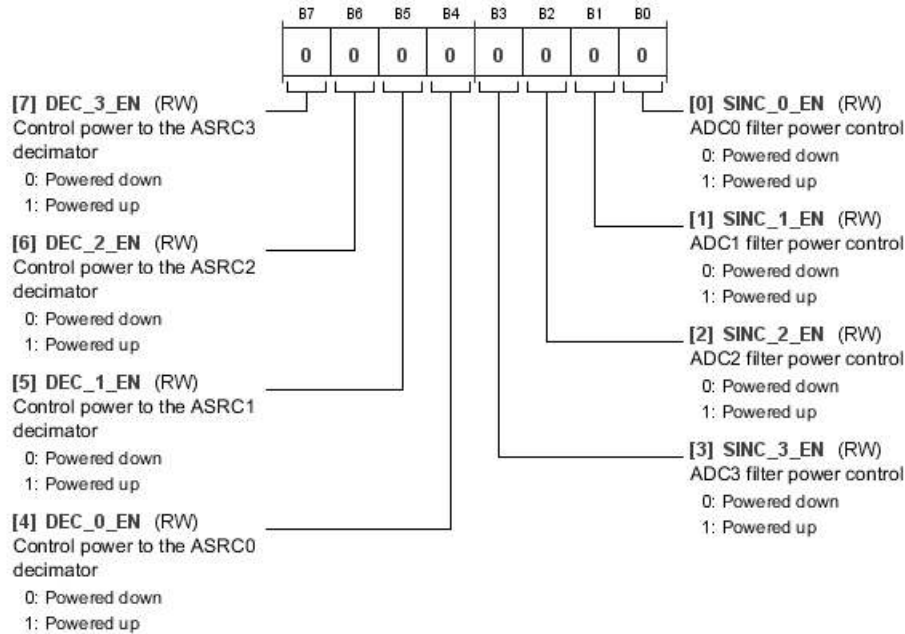 B7 B6 B5 B4 B3 B2 B1 B0
0 0 0 0 0 0 0 0
[7] DEC_3_EN (RW)
Control power to the ASRC3
decimator
0: Powered down
1: Powered up
[6] DEC_2_EN (RW)
Control power to the ASRC2
decimator
0: Powered down
1: Powered up
[5] DEC_1_EN (RW)
Control power to the ASRC1
decimator
0: Powered down
1: Powered up
[4] DEC_0_EN (RW)
Control power to the ASRC0
decimator
0: Powered down
1: Powered up
[0] SINC_0_EN (RW)
ADC0 filter power control
0: Powered down
1: Powered up
[1] SINC_1_EN (RW)
ADC1 filter power control
0: Powered down
1: Powered up
[2] SINC_2_EN (RW)
ADC2 filter power control
0: Powered down
1: Powered up
[3] SINC_3_EN (RW)
ADC3 filter power control
0: Powered down
1: Powered up